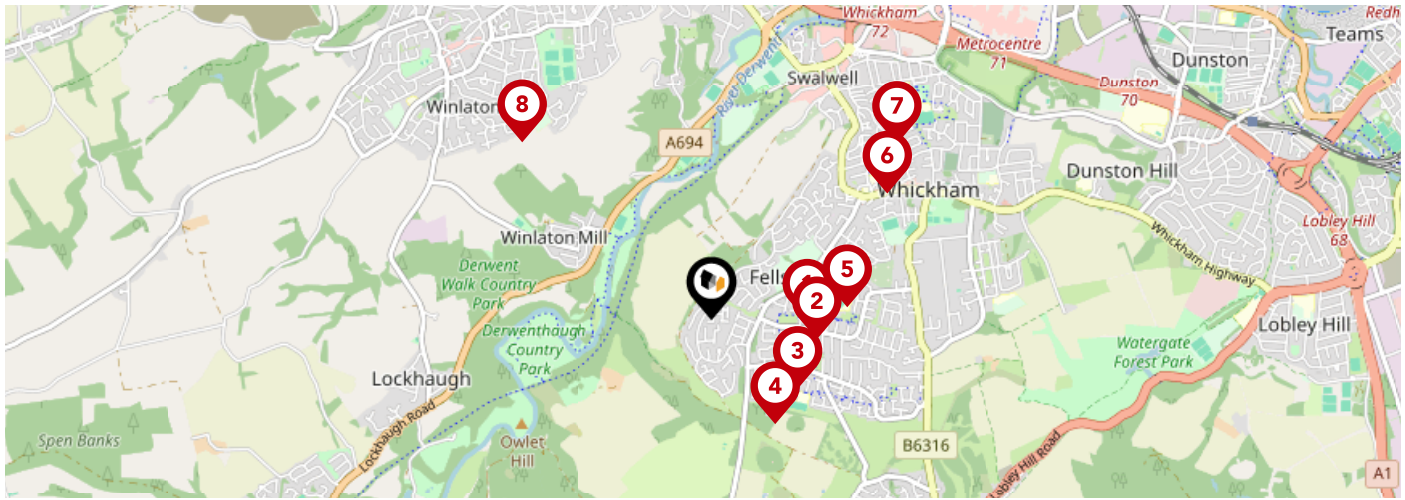 Whickham
72
Redh
Teams
Metrocentre
71
Dunston
Swalwell
Dunston
70
River Derwent
Winlaton
8
7
A694
6
Dunston Hill
Whickham
Lobley Hill
68
Winlaton Mill
Whickham Highway
Derwent
Walk Country
Park
Fells
5
2
Derwenthaugh
Country
Park
Lobley Hill
3
Watergate
Forest Park
Lockhaugh
4
Lockhaugh Road
Spen Banks
Owlet
Hill
B6316
Lobley Hill Road
A1